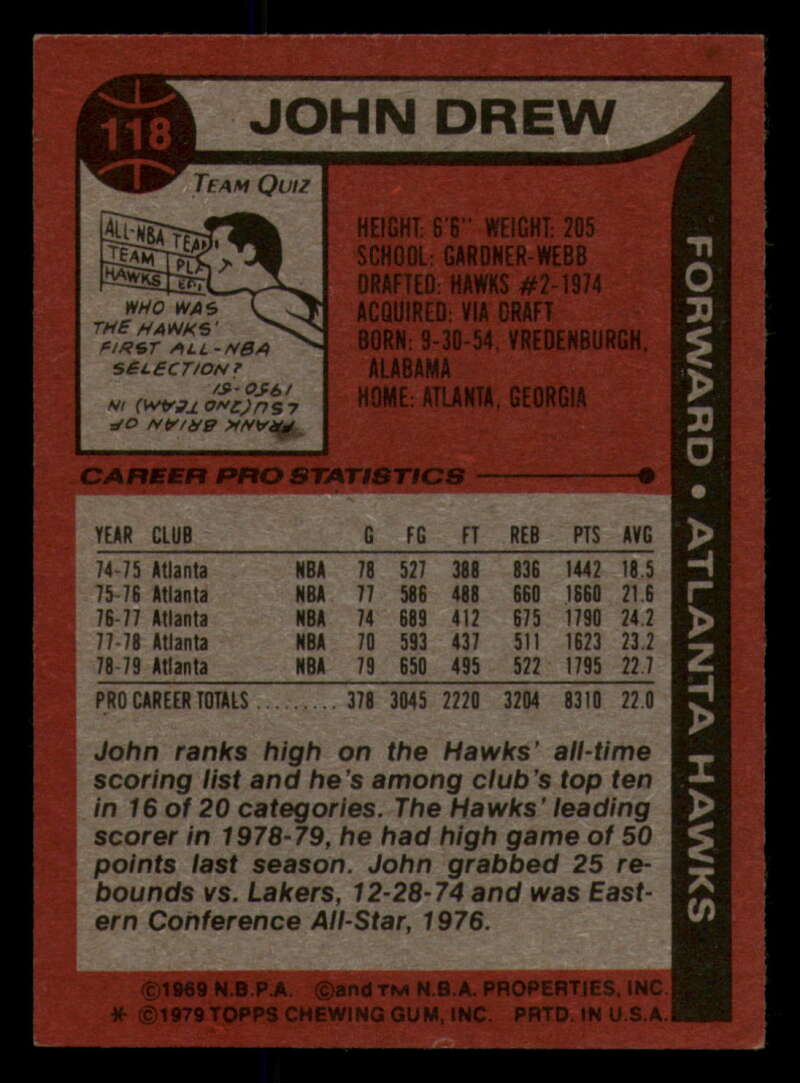 118
JOHN DREW
TEAM QUIZ
ALL-NBA TEAM
TEAM PLA
HAWKS
WHO WAS
THE HAWKS'
FIRST ALL-NBA
SELECTION?
FRANK BRIAN OF
LSU (2ND TEAM) IN
1950-51
HEIGHT: 6'6" WEIGHT: 205
SCHOOL: GARDNER-WEBB
DRAFTED: HAWKS #2-1974
ACQUIRED: VIA DRAFT
BORN: 9-30-54, VREDENBURGH,
ALABAMA
HOME: ATLANTA, GEORGIA
FORWARD • ATLANTA HAWKS
CAREER PRO STATISTICS
YEAR CLUB G FG FT REB PTS AVG
74-75 Atlanta NBA 78 527 388 836 1442 18.5
75-76 Atlanta NBA 77 586 488 660 1660 21.6
76-77 Atlanta NBA 74 689 412 675 1790 24.2
77-78 Atlanta NBA 70 593 437 511 1623 23.2
78-79 Atlanta NBA 79 650 495 522 1795 22.7
PRO CAREER TOTALS ......... 378 3045 2220 3204 8310 22.0
John ranks high on the Hawks' all-time
scoring list and he's among club's top ten
in 16 of 20 categories. The Hawks' leading
scorer in 1978-79, he had high game of 50
points last season. John grabbed 25 re-
bounds vs. Lakers, 12-28-74 and was East-
ern Conference All-Star, 1976.
©1969 N.B.P.A. ©and TM N.B.A. PROPERTIES, INC.
* ©1979 TOPPS CHEWING GUM, INC. PRTD. IN U.S.A.